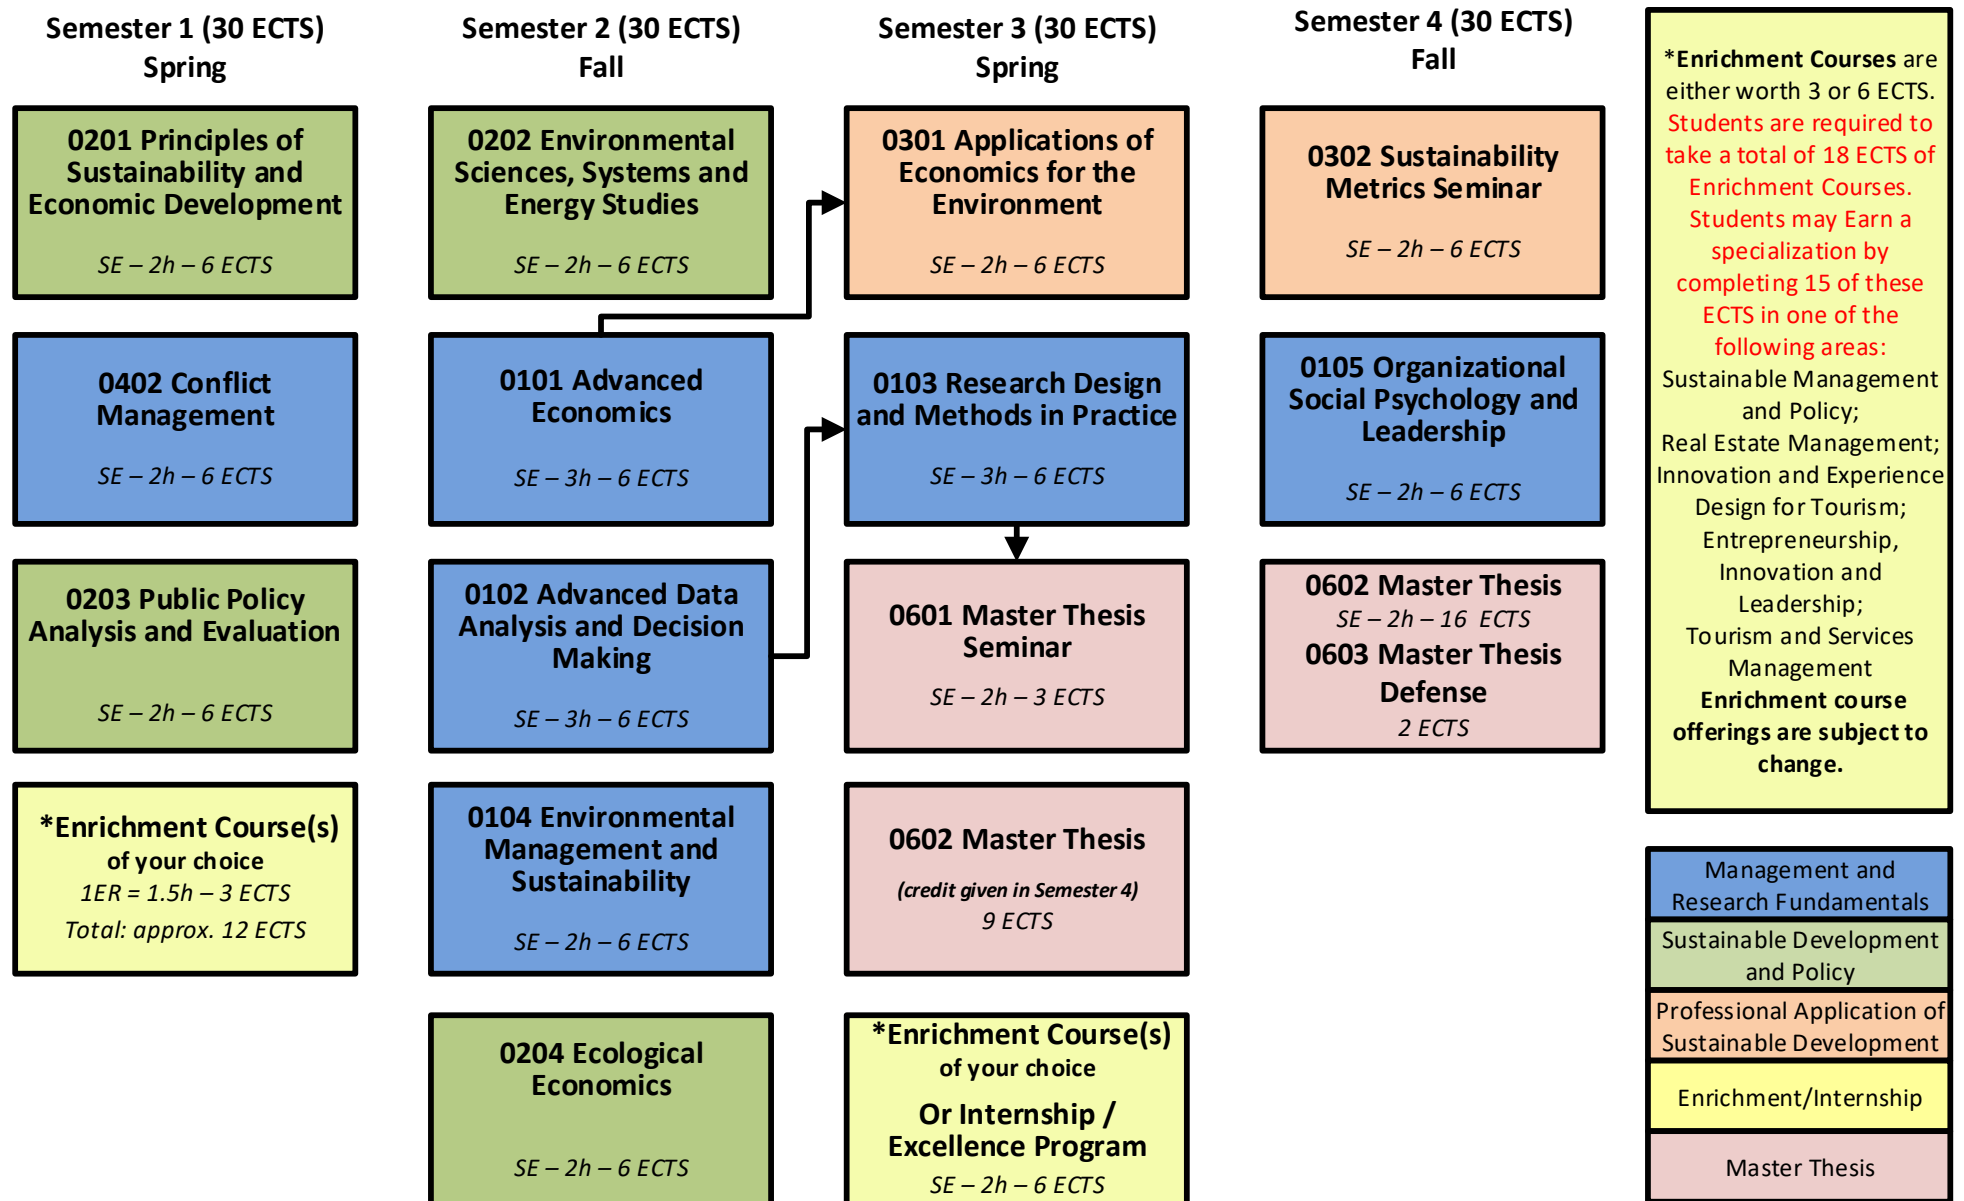 Semester 1 (30 ECTS)
Spring
0201 Principles of
Sustainability and
Economic Development
SE – 2h – 6 ECTS
0402 Conflict
Management
SE – 2h – 6 ECTS
0203 Public Policy
Analysis and Evaluation
SE – 2h – 6 ECTS
*Enrichment Course(s)
of your choice
1ER = 1.5h – 3 ECTS
Total: approx. 12 ECTS
Semester 2 (30 ECTS)
Fall
0202 Environmental
Sciences, Systems and
Energy Studies
SE – 2h – 6 ECTS
0101 Advanced
Economics
SE – 3h – 6 ECTS
0102 Advanced Data
Analysis and Decision
Making
SE – 3h – 6 ECTS
0104 Environmental
Management and
Sustainability
SE – 2h – 6 ECTS
0204 Ecological
Economics
SE – 2h – 6 ECTS
Semester 3 (30 ECTS)
Spring
0301 Applications of
Economics for the
Environment
SE – 2h – 6 ECTS
0103 Research Design
and Methods in Practice
SE – 3h – 6 ECTS
0601 Master Thesis
Seminar
SE – 2h – 3 ECTS
0602 Master Thesis
(credit given in Semester 4)
9 ECTS
*Enrichment Course(s)
of your choice
Or Internship /
Excellence Program
SE – 2h – 6 ECTS
Semester 4 (30 ECTS)
Fall
0302 Sustainability
Metrics Seminar
SE – 2h – 6 ECTS
0105 Organizational
Social Psychology and
Leadership
SE – 2h – 6 ECTS
0602 Master Thesis
SE – 2h – 16 ECTS
0603 Master Thesis
Defense
2 ECTS
*Enrichment Courses are
either worth 3 or 6 ECTS.
Students are required to
take a total of 18 ECTS of
Enrichment Courses.
Students may Earn a
specialization by
completing 15 of these
ECTS in one of the
following areas:
Sustainable Management
and Policy;
Real Estate Management;
Innovation and Experience
Design for Tourism;
Entrepreneurship,
Innovation and
Leadership;
Tourism and Services
Management
Enrichment course
offerings are subject to
change.
Management and
Research Fundamentals
Sustainable Development
and Policy
Professional Application of
Sustainable Development
Enrichment/Internship
Master Thesis